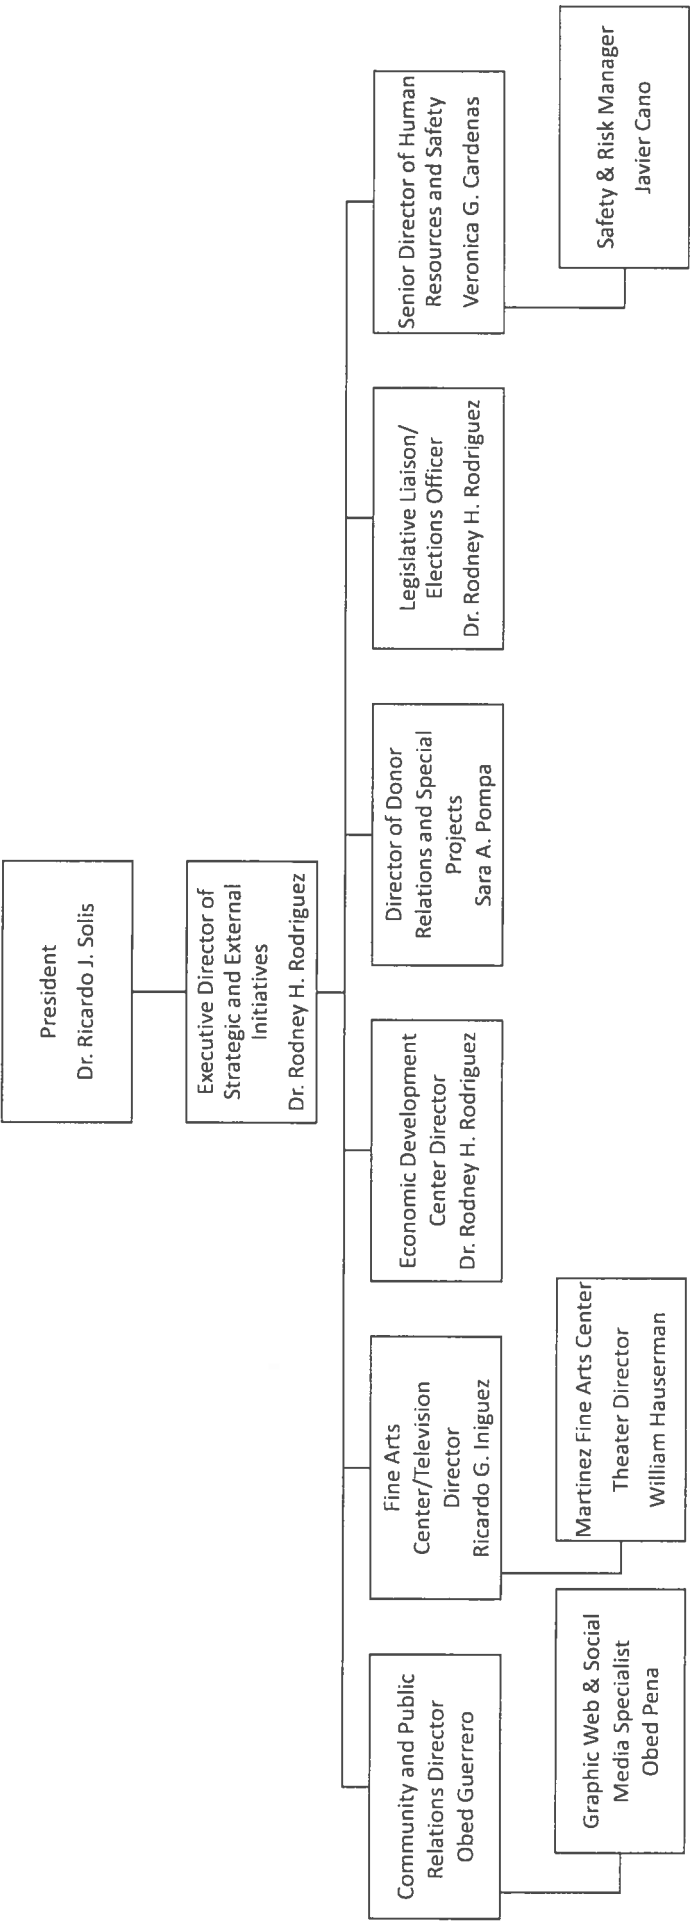 President
Dr. Ricardo J. Solis
Executive Director of
Strategic and External
Initiatives
Dr. Rodney H. Rodriguez
Community and Public
Relations Director
Obed Guerrero
Fine Arts
Center/Television
Director
Ricardo G. Iniguez
Economic Development
Center Director
Dr. Rodney H. Rodriguez
Director of Donor
Relations and Special
Projects
Sara A. Pompa
Legislative Liaison/
Elections Officer
Dr. Rodney H. Rodriguez
Senior Director of Human
Resources and Safety
Veronica G. Cardenas
Graphic Web & Social
Media Specialist
Obed Pena
Martinez Fine Arts Center
Theater Director
William Hauserman
Safety & Risk Manager
Javier Cano